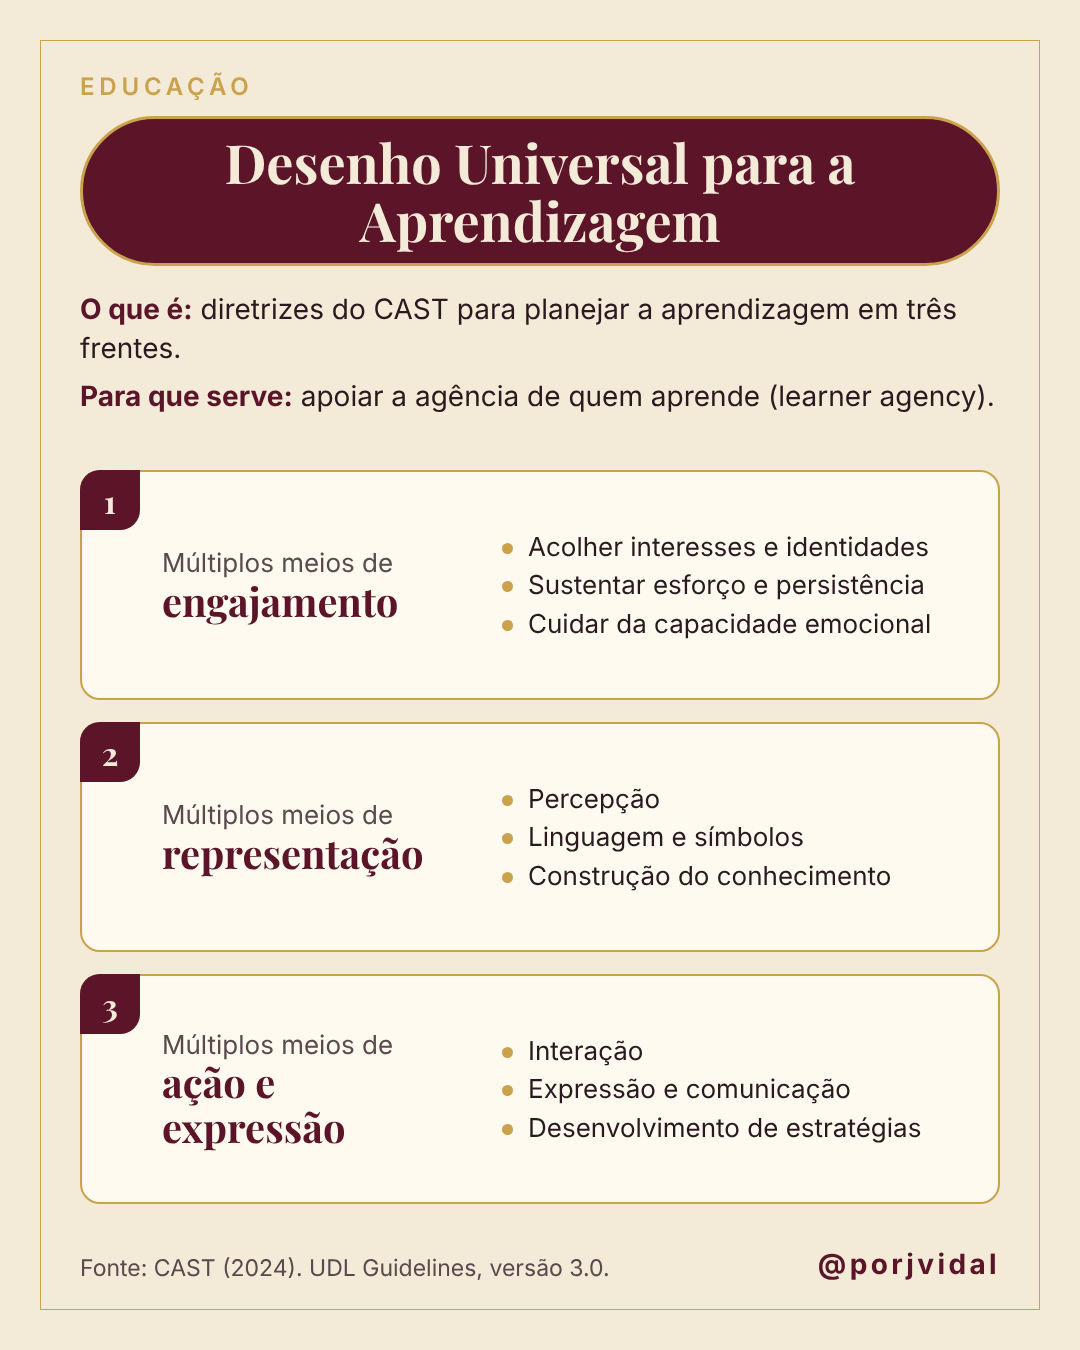 EDUCAÇÃO
Desenho Universal para a
Aprendizagem
O que é: diretrizes do CAST para planejar a aprendizagem em três
frentes.
Para que serve: apoiar a agência de quem aprende (learner agency).
1
Múltiplos meios de
engajamento
Acolher interesses e identidades
Sustentar esforço e persistência
Cuidar da capacidade emocional
2
Múltiplos meios de
representação
Percepção
Linguagem e símbolos
Construção do conhecimento
3
Múltiplos meios de
ação e
expressão
Interação
Expressão e comunicação
Desenvolvimento de estratégias
Fonte: CAST (2024). UDL Guidelines, versão 3.0.
@porjvidal